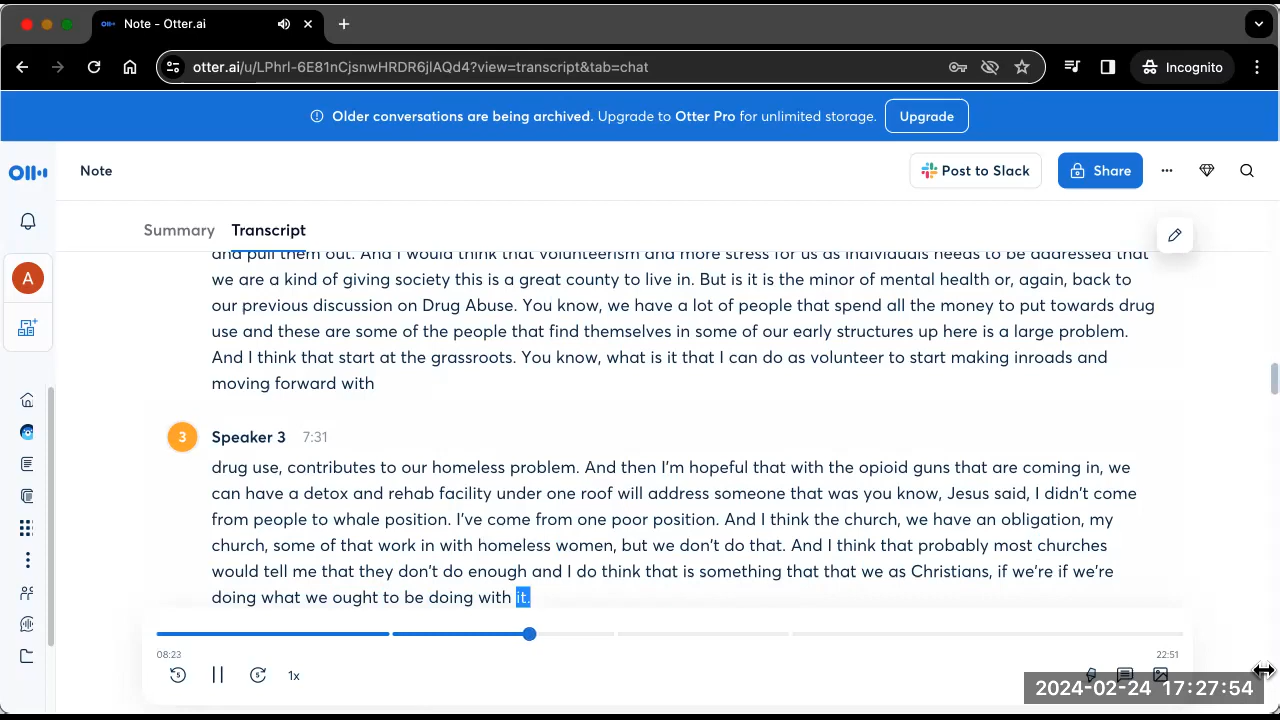 Note - Otter.ai
otter.ai/u/LPhrl-6E81nCjsnwHRDR6jlAQd4?view=transcript&tab=chat
Incognito
Older conversations are being archived. Upgrade to Otter Pro for unlimited storage. Upgrade
Note
Post to Slack
Share
A
Summary
Transcript
and pull them out. And I would think that volunteerism and more stress for us as individuals needs to be addressed that
we are a kind of giving society this is a great county to live in. But is it is the minor of mental health or, again, back to
our previous discussion on Drug Abuse. You know, we have a lot of people that spend all the money to put towards drug
use and these are some of the people that find themselves in some of our early structures up here is a large problem.
And I think that start at the grassroots. You know, what is it that I can do as volunteer to start making inroads and
moving forward with
3 Speaker 3 7:31
drug use, contributes to our homeless problem. And then I'm hopeful that with the opioid guns that are coming in, we
can have a detox and rehab facility under one roof will address someone that was you know, Jesus said, I didn't come
from people to whale position. I've come from one poor position. And I think the church, we have an obligation, my
church, some of that work in with homeless women, but we don't do that. And I think that probably most churches
would tell me that they don't do enough and I do think that is something that that we as Christians, if we're if we're
doing what we ought to be doing with it.
08:23
22:51
5
5
1x
2024-02-24 17:27:54